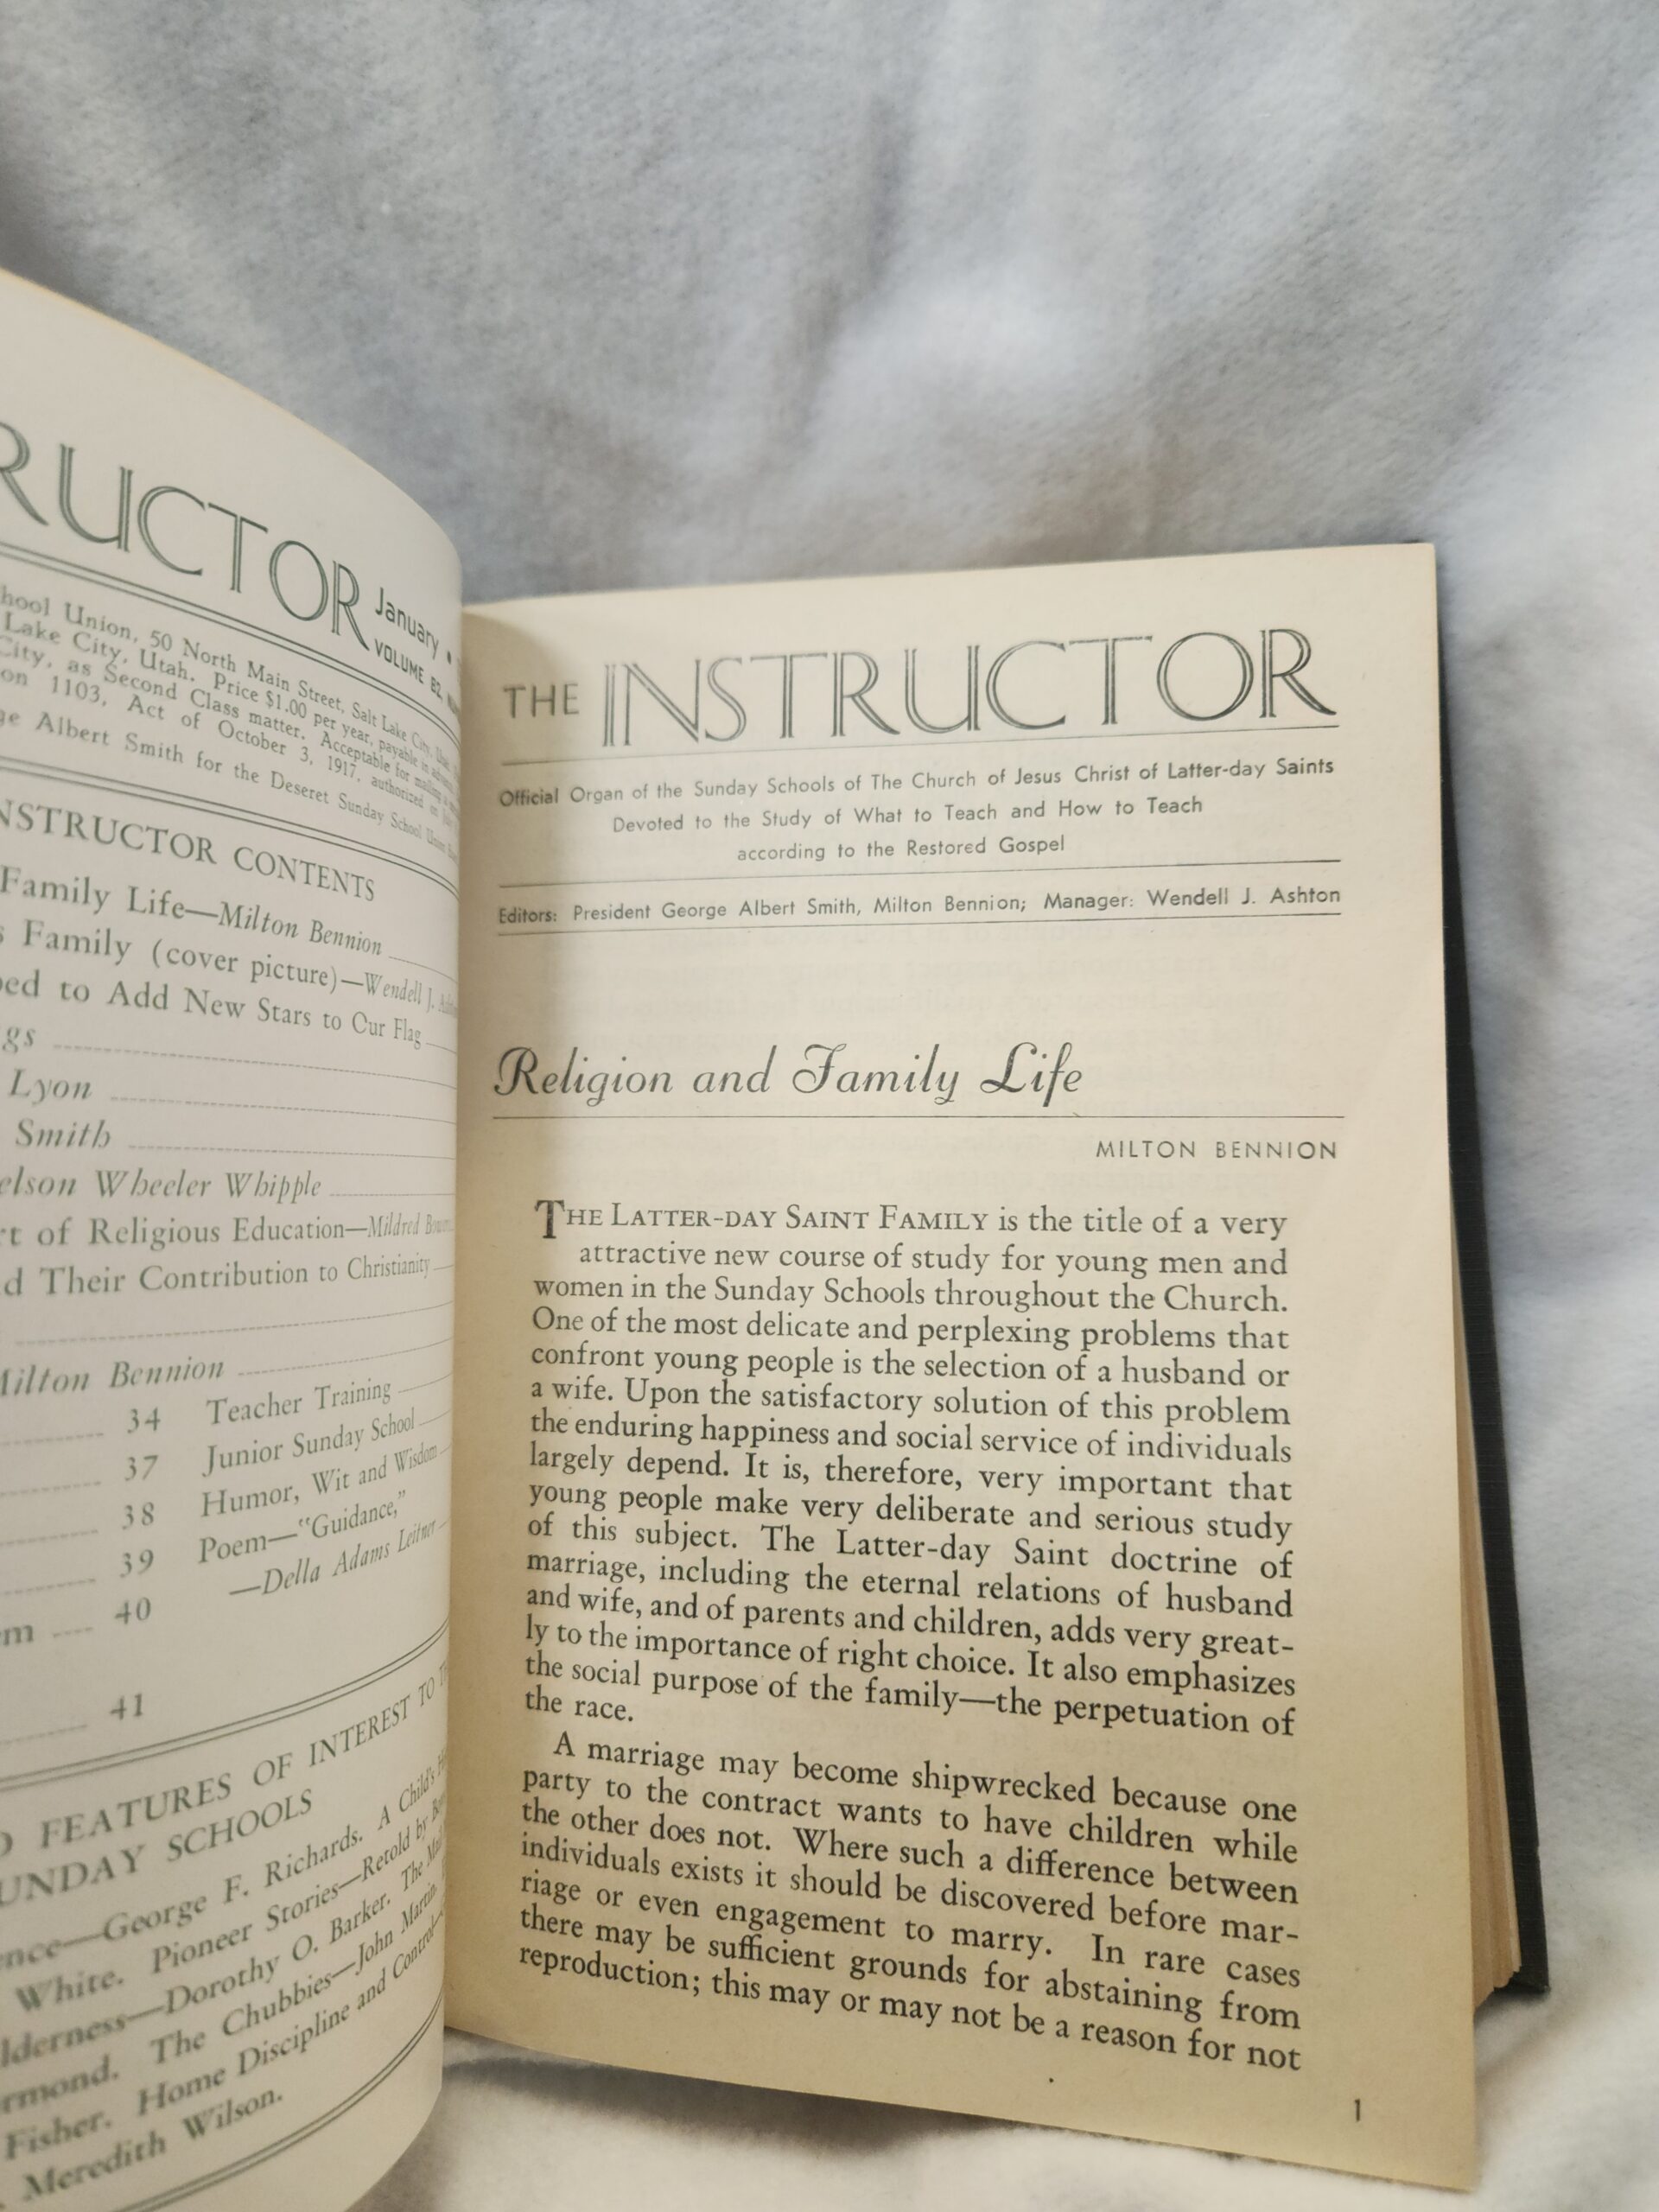 RUCTOR January
VOLUME 82,
hool Union, 50 North Main Street, Salt Lake City,
Lake City, Utah. Price $1.00 per year, payable in
City, as Second Class matter. Acceptable for mailing
on 1103, Act of October 3, 1917, authorized on
ge Albert Smith for the Deseret Sunday School Union
NSTRUCTOR CONTENTS
Family Life—Milton Bennion
s Family (cover picture)—Wendell J.
ed to Add New Stars to Our Flag
gs
Lyon
Smith
elson Wheeler Whipple
rt of Religious Education—Mildred
d Their Contribution to Christianity
Milton Bennion
34 Teacher Training
37 Junior Sunday School
38 Humor, Wit and Wisdom
39 Poem—“Guidance,”
—Della Adams Leitner
m 40
41
FEATURES OF INTEREST TO
UNDAY SCHOOLS
ence—George F. Richards. A Child's
White. Pioneer Stories—Retold by
lderness—Dorothy O. Barker. The
rmond. The Chubbies—John Martin
Fisher. Home Discipline and Control—
Meredith Wilson.
THE INSTRUCTOR
Official Organ of the Sunday Schools of The Church of Jesus Christ of Latter-day Saints
Devoted to the Study of What to Teach and How to Teach
according to the Restored Gospel
Editors: President George Albert Smith, Milton Bennion; Manager: Wendell J. Ashton
Religion and Family Life
MILTON BENNION
THE LATTER-DAY SAINT FAMILY is the title of a very
attractive new course of study for young men and
women in the Sunday Schools throughout the Church.
One of the most delicate and perplexing problems that
confront young people is the selection of a husband or
a wife. Upon the satisfactory solution of this problem
the enduring happiness and social service of individuals
largely depend. It is, therefore, very important that
young people make very deliberate and serious study
of this subject. The Latter-day Saint doctrine of
marriage, including the eternal relations of husband
and wife, and of parents and children, adds very great-
ly to the importance of right choice. It also emphasizes
the social purpose of the family—the perpetuation of
the race.
A marriage may become shipwrecked because one
party to the contract wants to have children while
the other does not. Where such a difference between
individuals exists it should be discovered before mar-
riage or even engagement to marry. In rare cases
there may be sufficient grounds for abstaining from
reproduction; this may or may not be a reason for not
1